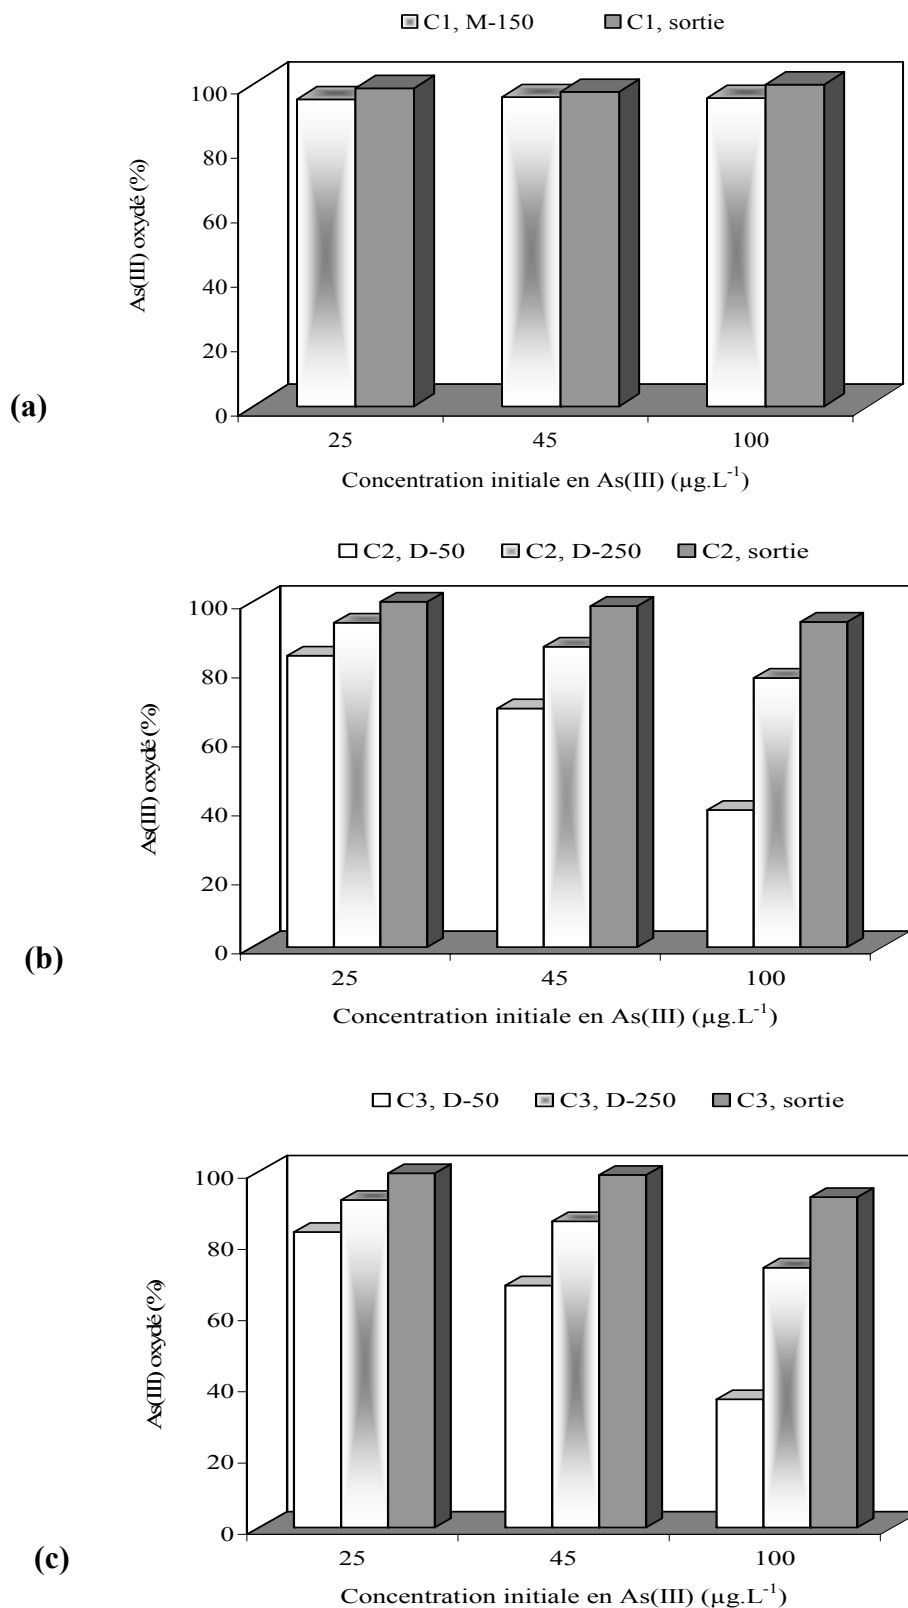 C1, M-150 C1, sortie
100
80
60
40
20
0
As(III) oxydé (%)
(a)
25 45 100
Concentration initiale en As(III) (µg.L⁻¹)
C2, D-50 C2, D-250 C2, sortie
100
80
60
40
20
0
As(III) oxydé (%)
(b)
25 45 100
Concentration initiale en As(III) (µg.L⁻¹)
C3, D-50 C3, D-250 C3, sortie
100
80
60
40
20
0
As(III) oxydé (%)
(c)
25 45 100
Concentration initiale en As(III) (µg.L⁻¹)